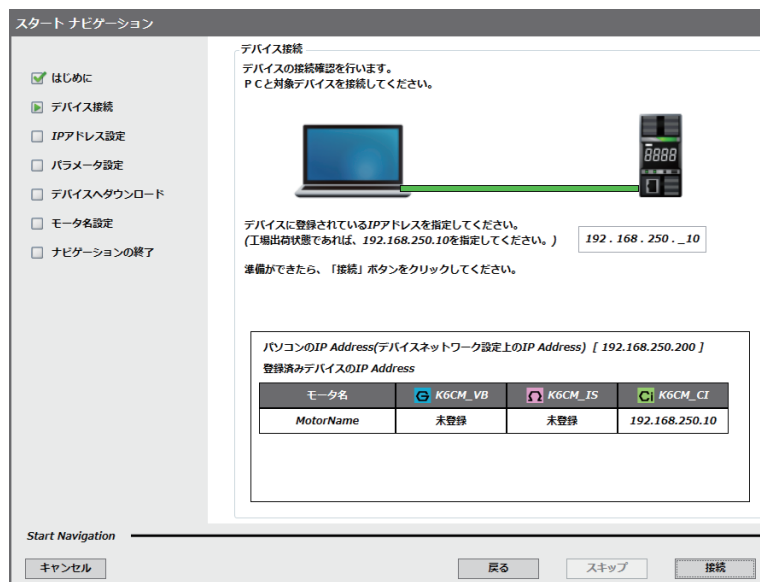 スタート ナビゲーション
はじめに
デバイス接続
IPアドレス設定
パラメータ設定
デバイスへダウンロード
モータ名設定
ナビゲーションの終了
デバイス接続
デバイスの接続確認を行います。
ＰＣと対象デバイスを接続してください。
8888
デバイスに登録されているIPアドレスを指定してください。
(工場出荷状態であれば、192.168.250.10を指定してください。)
192 . 168 . 250 . _10
準備ができたら、「接続」ボタンをクリックしてください。
パソコンのIP Address(デバイスネットワーク設定上のIP Address) [ 192.168.250.200 ]
登録済みデバイスのIP Address
モータ名 G K6CM_VB Ω K6CM_IS Ci K6CM_CI
MotorName 未登録 未登録 192.168.250.10
Start Navigation
キャンセル 戻る スキップ 接続